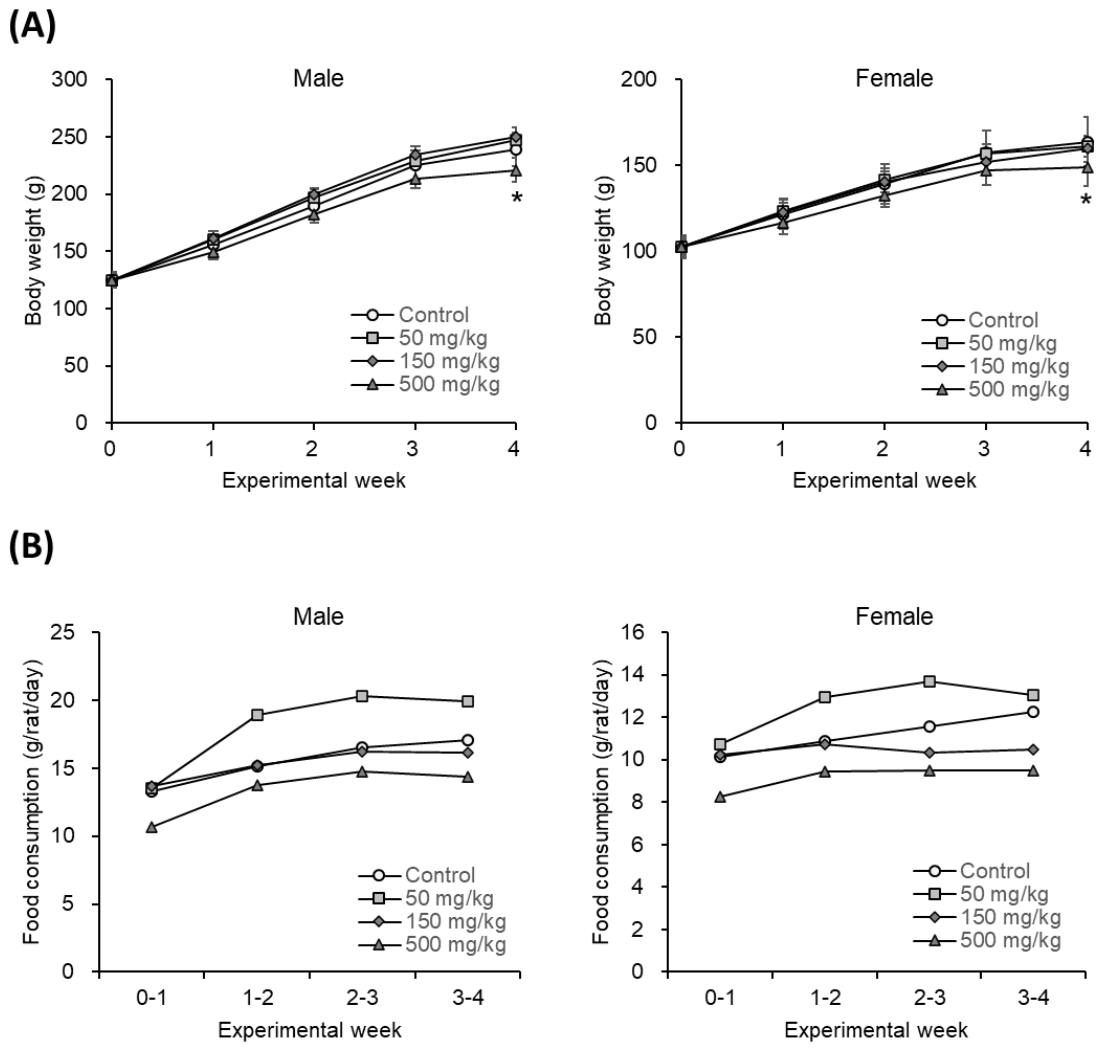 (A)
Male
Body weight (g)
300
250
200
150
100
50
0
0 1 2 3 4
Experimental week
Control
50 mg/kg
150 mg/kg
500 mg/kg
*
Female
Body weight (g)
200
150
100
50
0
0 1 2 3 4
Experimental week
Control
50 mg/kg
150 mg/kg
500 mg/kg
*
(B)
Male
Food consumption (g/rat/day)
25
20
15
10
5
0
0-1 1-2 2-3 3-4
Experimental week
Control
50 mg/kg
150 mg/kg
500 mg/kg
Female
Food consumption (g/rat/day)
16
14
12
10
8
6
4
2
0
0-1 1-2 2-3 3-4
Experimental week
Control
50 mg/kg
150 mg/kg
500 mg/kg